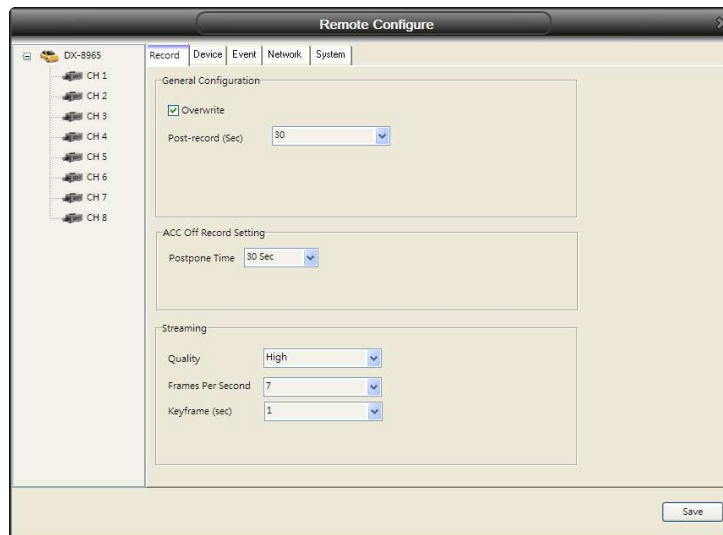 Remote Configure
DX-8965
CH 1
CH 2
CH 3
CH 4
CH 5
CH 6
CH 7
CH 8
Record Device Event Network System
General Configuration
Overwrite
Post-record (Sec) 30
ACC Off Record Setting
Postpone Time 30 Sec
Streaming
Quality High
Frames Per Second 7
Keyframe (sec) 1
Save